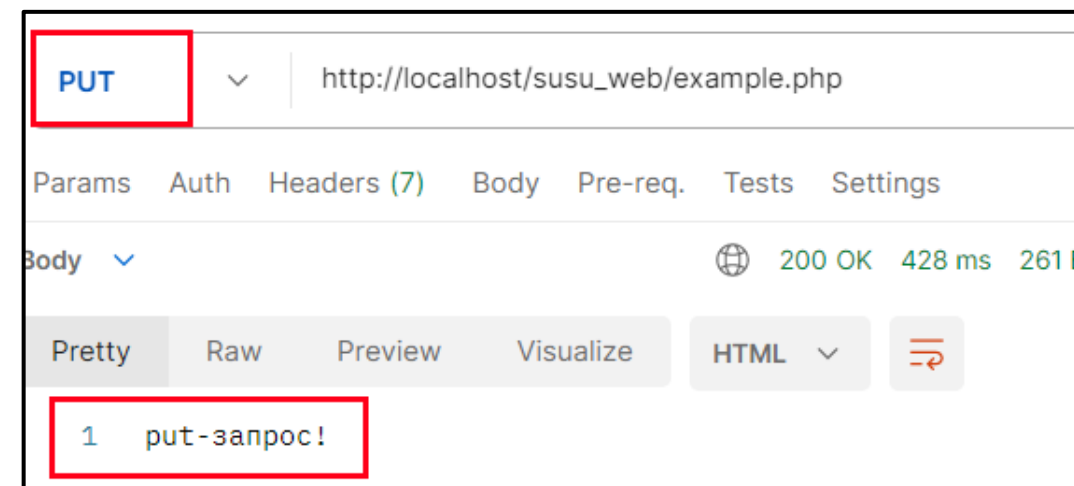 PUT http://localhost/susu_web/example.php
Params Auth Headers (7) Body Pre-req. Tests Settings
Body 200 OK 428 ms 261
Pretty Raw Preview Visualize HTML
1 put-запрос!